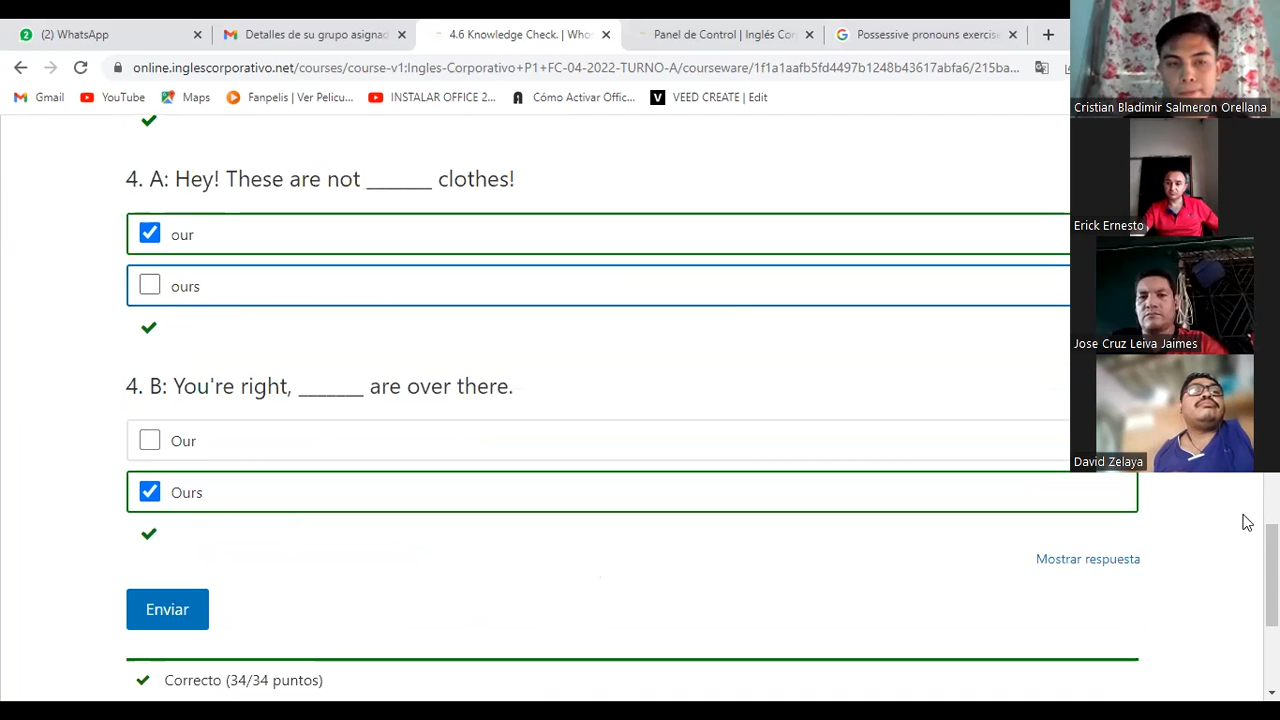 (2) WhatsApp
Detalles de su grupo asignad
4.6 Knowledge Check. | Who
Panel de Control | Inglés Co
Possessive pronouns exercise
online.inglescorporativo.net/courses/course-v1:Ingles-Corporativo+P1+FC-04-2022-TURNO-A/courseware/1f1a1aafb5fd4497b1248b43617abfa6/215ba...
Gmail
YouTube
Maps
Fanpelis | Ver Pelicu...
INSTALAR OFFICE 2...
Cómo Activar Offic...
VEED CREATE | Edit
Cristian Bladimir Salmeron Orellana
4. A: Hey! These are not _______ clothes!
our
ours
Erick Ernesto
Jose Cruz Leiva Jaimes
4. B: You're right, _______ are over there.
Our
Ours
David Zelaya
Mostrar respuesta
Enviar
Correcto (34/34 puntos)